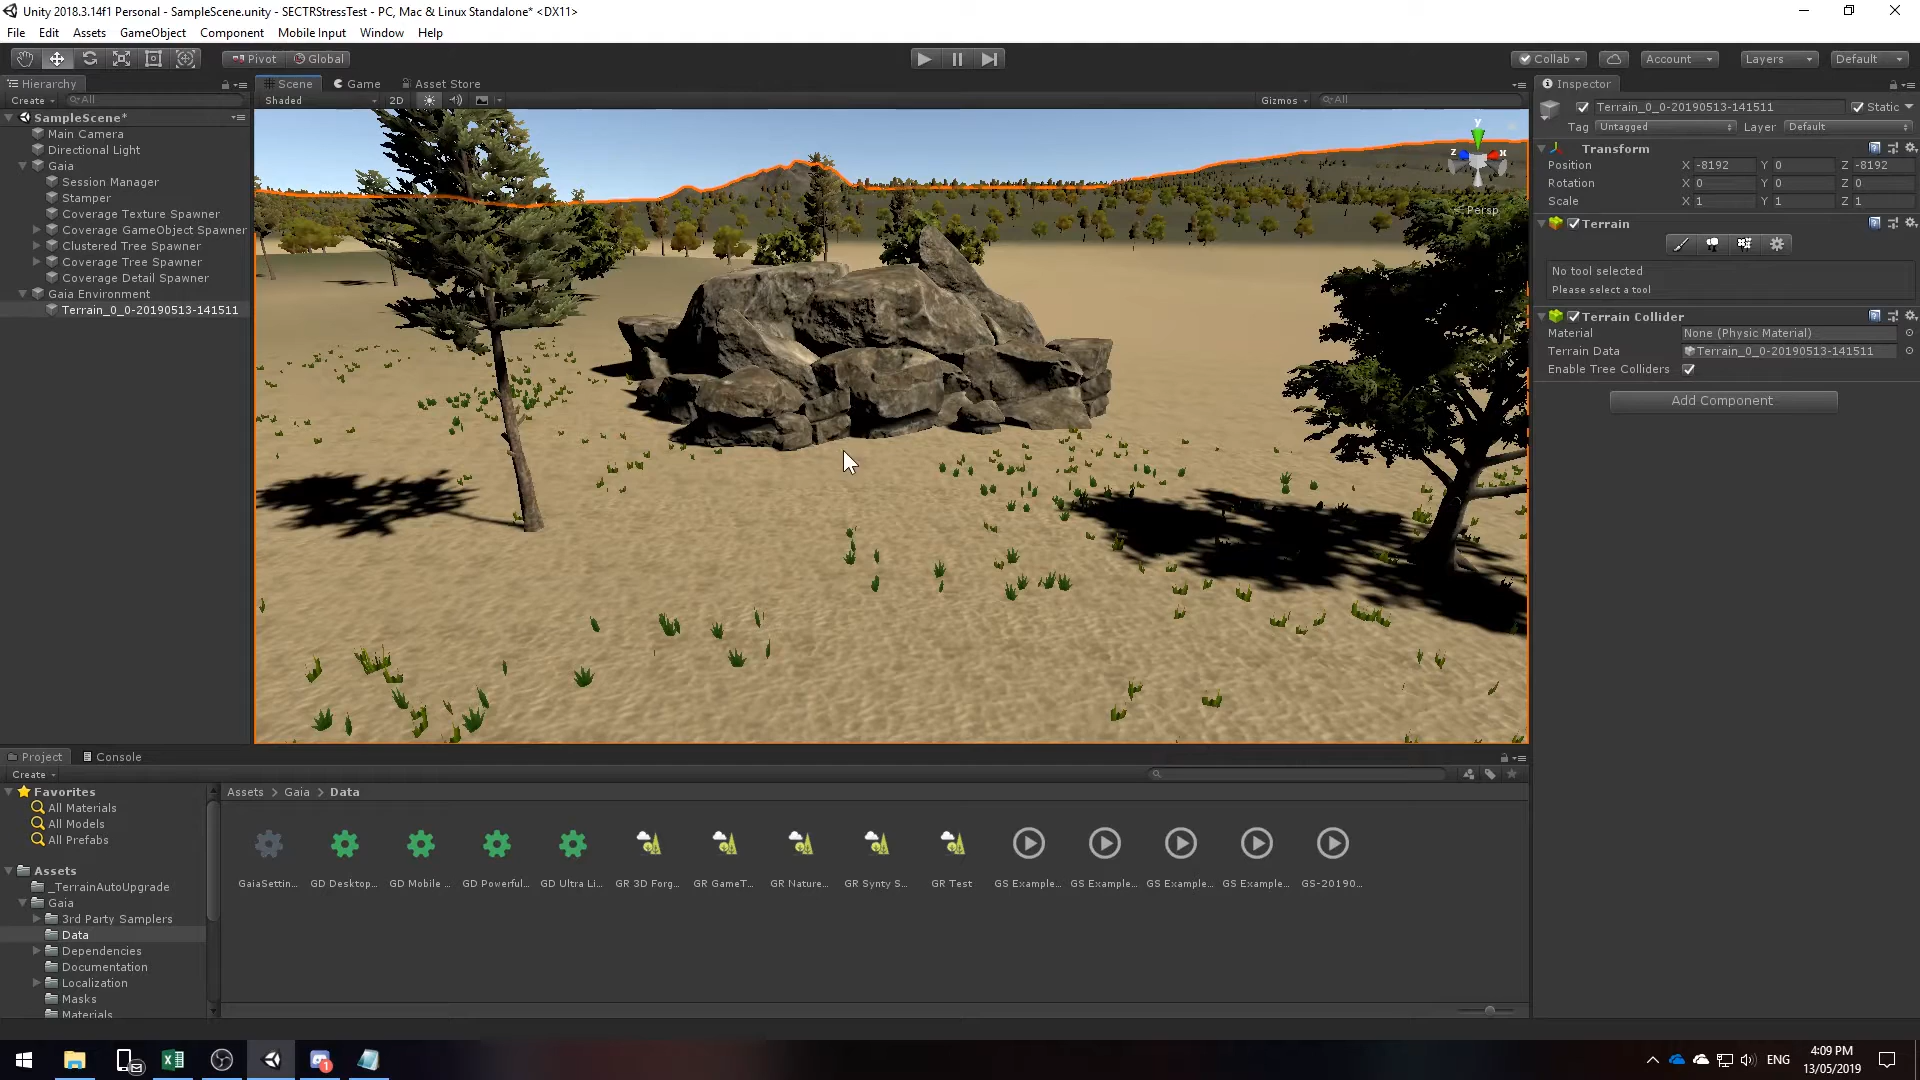 Unity 2018.3.14f1 Personal - SampleScene.unity - SECTRStressTest - PC, Mac & Linux Standalone* <DX11>
File Edit Assets GameObject Component Mobile Input Window Help
Pivot Global
Collab Account Layers Default
Hierarchy
Create All
SampleScene*
Main Camera
Directional Light
Gaia
Session Manager
Stamper
Coverage Texture Spawner
Coverage GameObject Spawner
Clustered Tree Spawner
Coverage Tree Spawner
Coverage Detail Spawner
Gaia Environment
Terrain_0_0-20190513-141511
Scene Game Asset Store
Shaded 2D Gizmos All
y
z x
Persp
Inspector
Terrain_0_0-20190513-141511 Static
Tag Untagged Layer Default
Transform
Position X -8192 Y 0 Z -8192
Rotation X 0 Y 0 Z 0
Scale X 1 Y 1 Z 1
Terrain
No tool selected
Please select a tool
Terrain Collider
Material None (Physic Material)
Terrain Data Terrain_0_0-20190513-141511
Enable Tree Colliders
Add Component
Project Console
Create
Favorites
All Materials
All Models
All Prefabs
Assets
_TerrainAutoUpgrade
Gaia
3rd Party Samplers
Data
Dependencies
Documentation
Localization
Masks
Materials
Assets > Gaia > Data
GaiaSettin... GD Desktop... GD Mobile ... GD Powerful... GD Ultra Li... GR 3D Forg... GR GameT... GR Nature... GR Synty S... GR Test GS Example... GS Example... GS Example... GS Example... GS-20190...
1
ENG
4:09 PM
13/05/2019